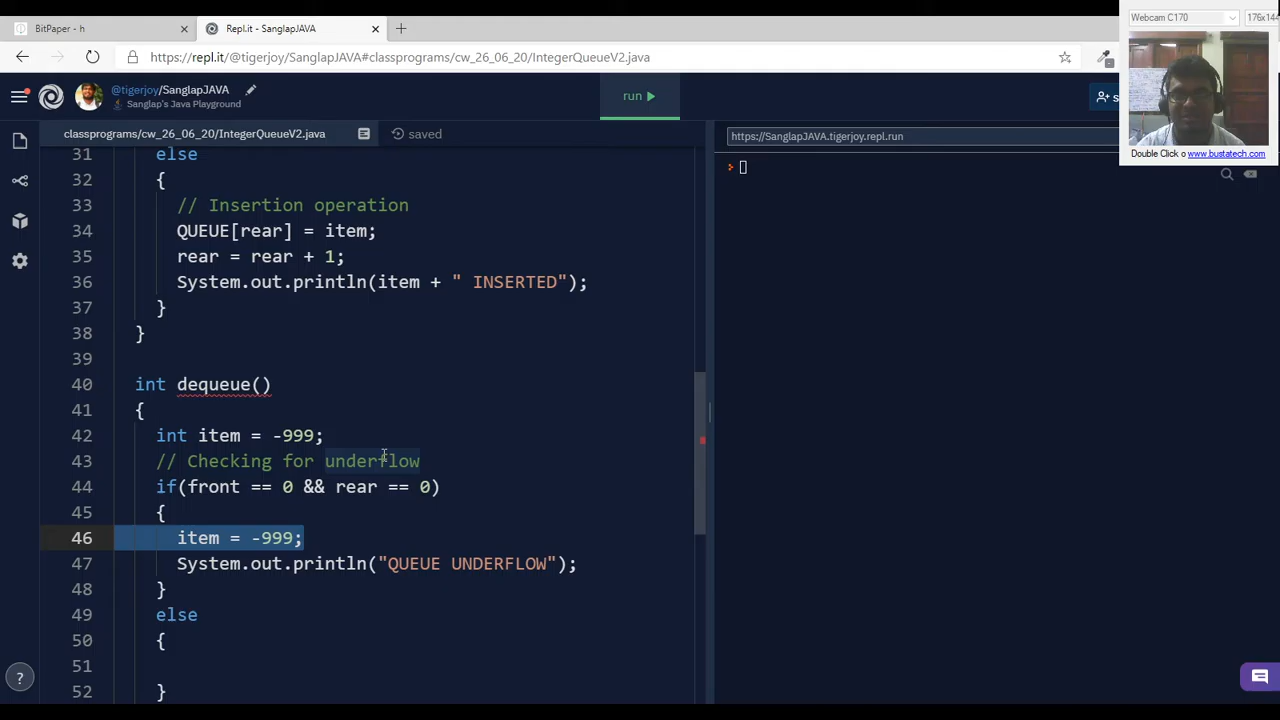 BitPaper - h
Repl.it - SanglapJAVA
https://repl.it/@tigerjoy/SanglapJAVA#classprograms/cw_26_06_20/IntegerQueueV2.java
Webcam C170
176x144
@tigerjoy/SanglapJAVA
Sanglap's Java Playground
run
s
Double Click o www.bustatech.com
classprograms/cw_26_06_20/IntegerQueueV2.java
saved
https://SanglapJAVA.tigerjoy.repl.run
31 else
32 {
33 // Insertion operation
34 QUEUE[rear] = item;
35 rear = rear + 1;
36 System.out.println(item + " INSERTED");
37 }
38 }
39
40 int dequeue()
41 {
42 int item = -999;
43 // Checking for underflow
44 if(front == 0 && rear == 0)
45 {
46 item = -999;
47 System.out.println("QUEUE UNDERFLOW");
48 }
49 else
50 {
51
52 }
?